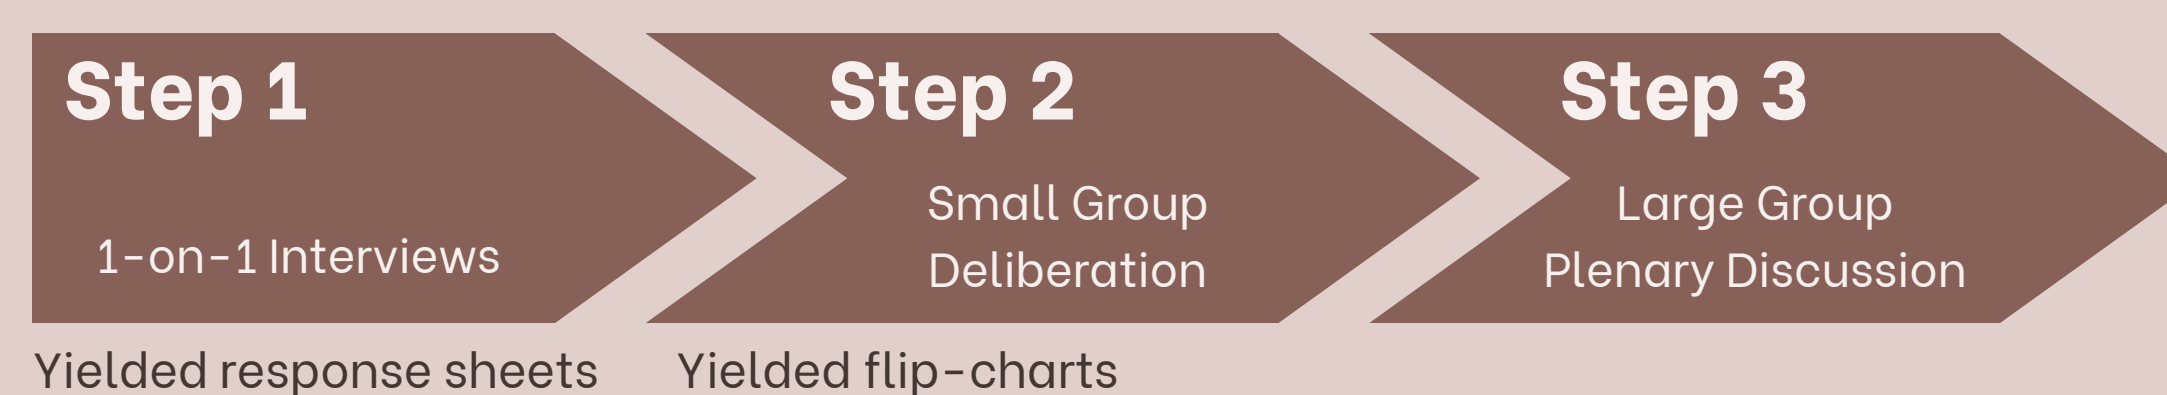 Step 1
1-on-1 Interviews
Yielded response sheets
Step 2
Small Group
Deliberation
Yielded flip-charts
Step 3
Large Group
Plenary Discussion